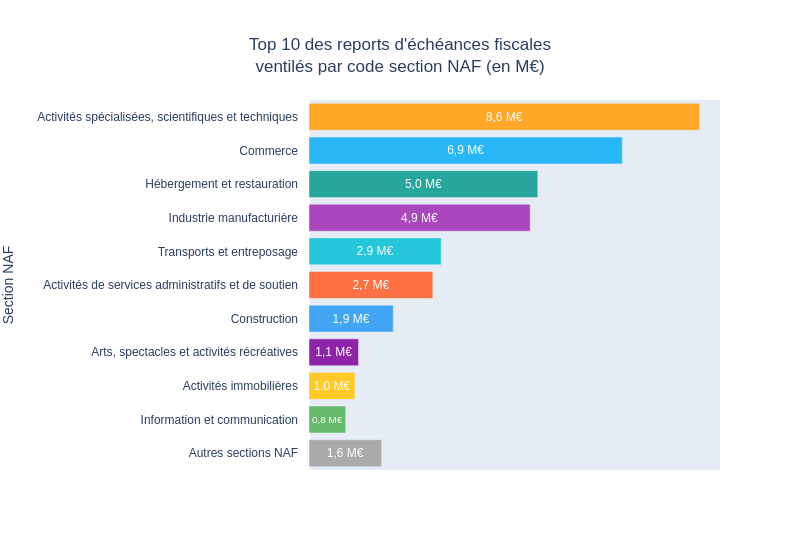 Top 10 des reports d'échéances fiscales
ventilés par code section NAF (en M€)
Section NAF
Activités spécialisées, scientifiques et techniques 8,6 M€
Commerce 6,9 M€
Hébergement et restauration 5,0 M€
Industrie manufacturière 4,9 M€
Transports et entreposage 2,9 M€
Activités de services administratifs et de soutien 2,7 M€
Construction 1,9 M€
Arts, spectacles et activités récréatives 1,1 M€
Activités immobilières 1,0 M€
Information et communication 0,8 M€
Autres sections NAF 1,6 M€